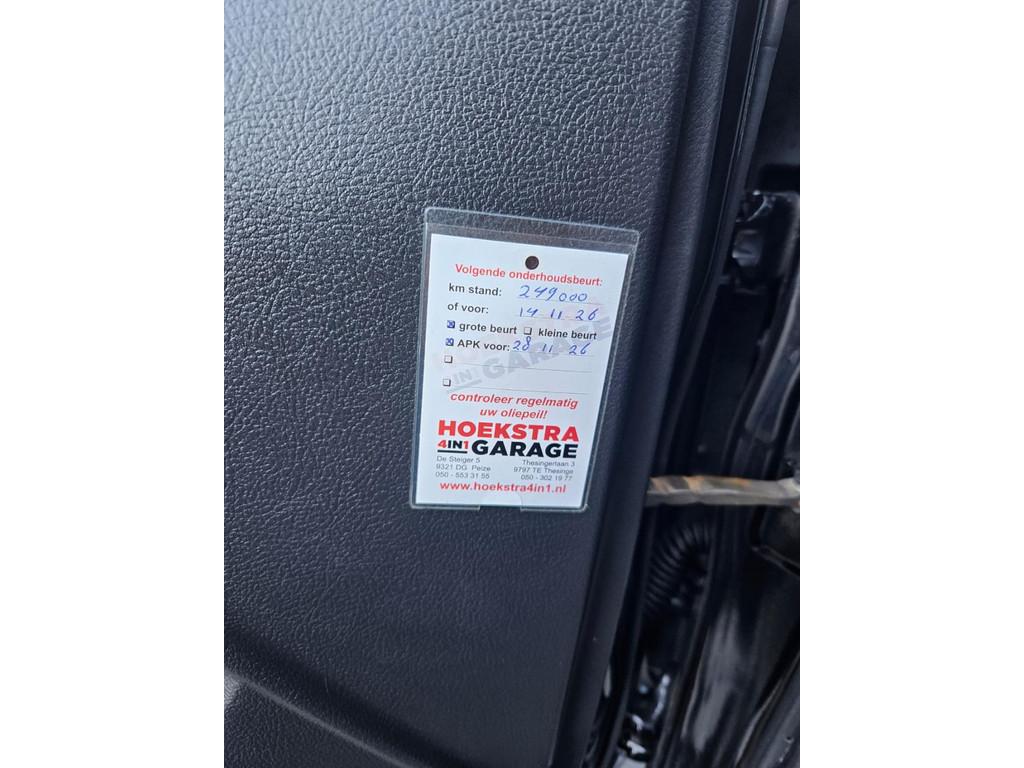 Volgende onderhoudsbeurt:
km stand: 249000
of voor: 14 11 26
grote beurt kleine beurt
APK voor: 28 11 26
controleer regelmatig
uw oliepeil!
HOEKSTRA
4IN1 GARAGE
De Steiger 5 Thesingerlaan 3
9321 DG Peize 9797 TE Thesinge
050 - 553 31 55 050 - 302 19 77
www.hoekstra4in1.nl